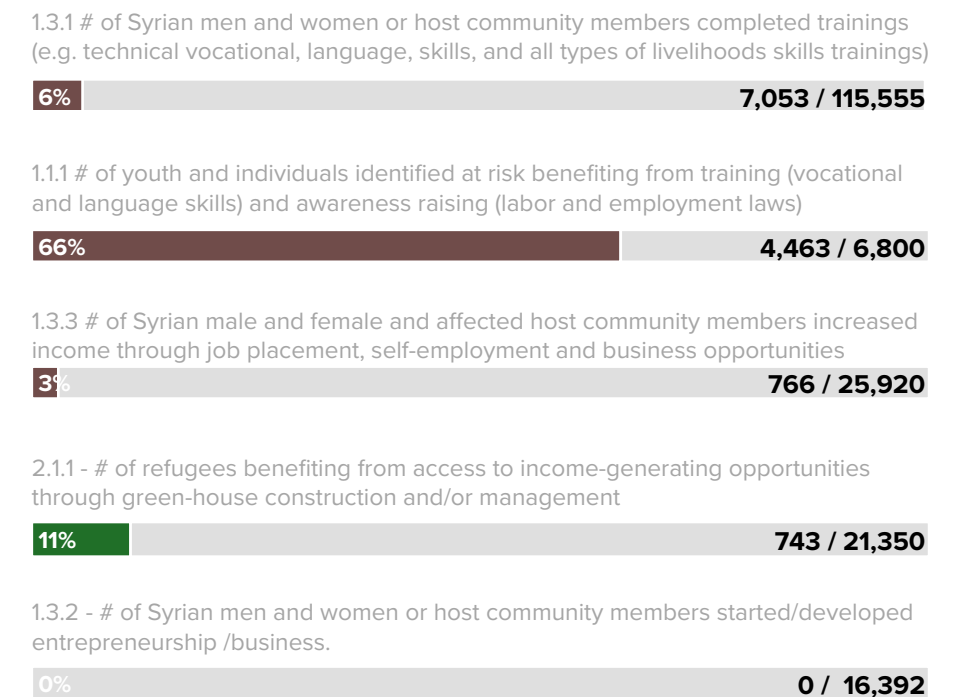 1.3.1 # of Syrian men and women or host community members completed trainings
(e.g. technical vocational, language, skills, and all types of livelihoods skills trainings)
6% 7,053 / 115,555
1.1.1 # of youth and individuals identified at risk benefiting from training (vocational
and language skills) and awareness raising (labor and employment laws)
66% 4,463 / 6,800
1.3.3 # of Syrian male and female and affected host community members increased
income through job placement, self-employment and business opportunities
3% 766 / 25,920
2.1.1 - # of refugees benefiting from access to income-generating opportunities
through green-house construction and/or management
11% 743 / 21,350
1.3.2 - # of Syrian men and women or host community members started/developed
entrepreneurship /business.
0% 0 / 16,392